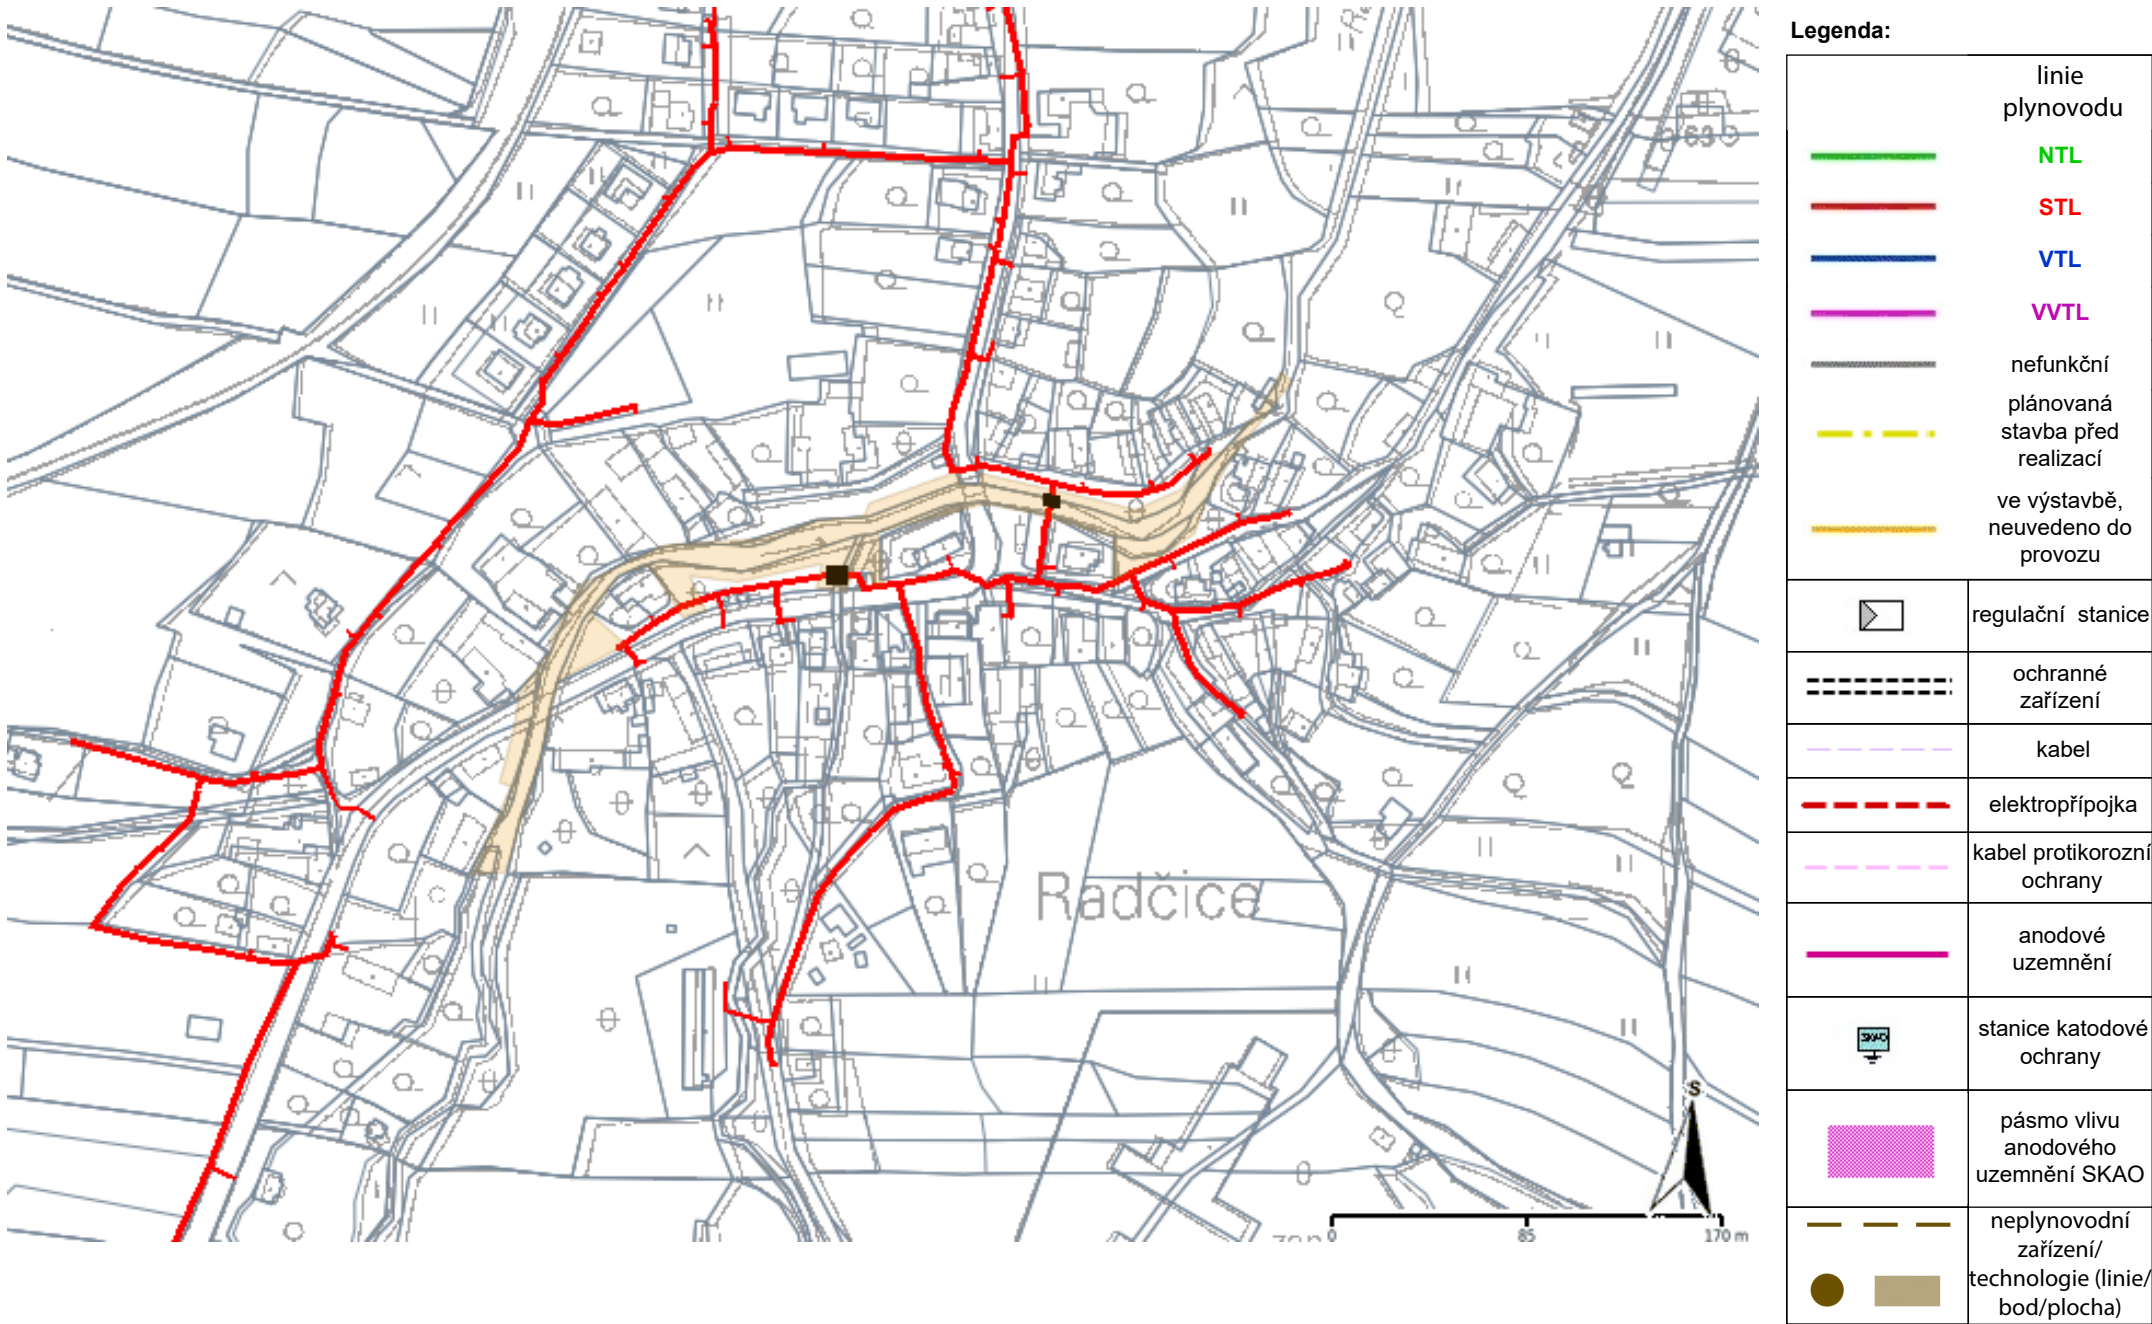 Legenda:
linie
plynovodu
NTL
STL
VTL
VVTL
nefunkční
plánovaná
stavba před
realizací
ve výstavbě,
neuvedeno do
provozu
regulační stanice
ochranné
zařízení
kabel
elektropřípojka
kabel protikorozní
ochrany
anodové
uzemnění
SKAO
stanice katodové
ochrany
pásmo vlivu
anodového
uzemnění SKAO
neplynovodní
zařízení/
technologie (linie/
bod/plocha)
Radčice
S
0 85 170 m